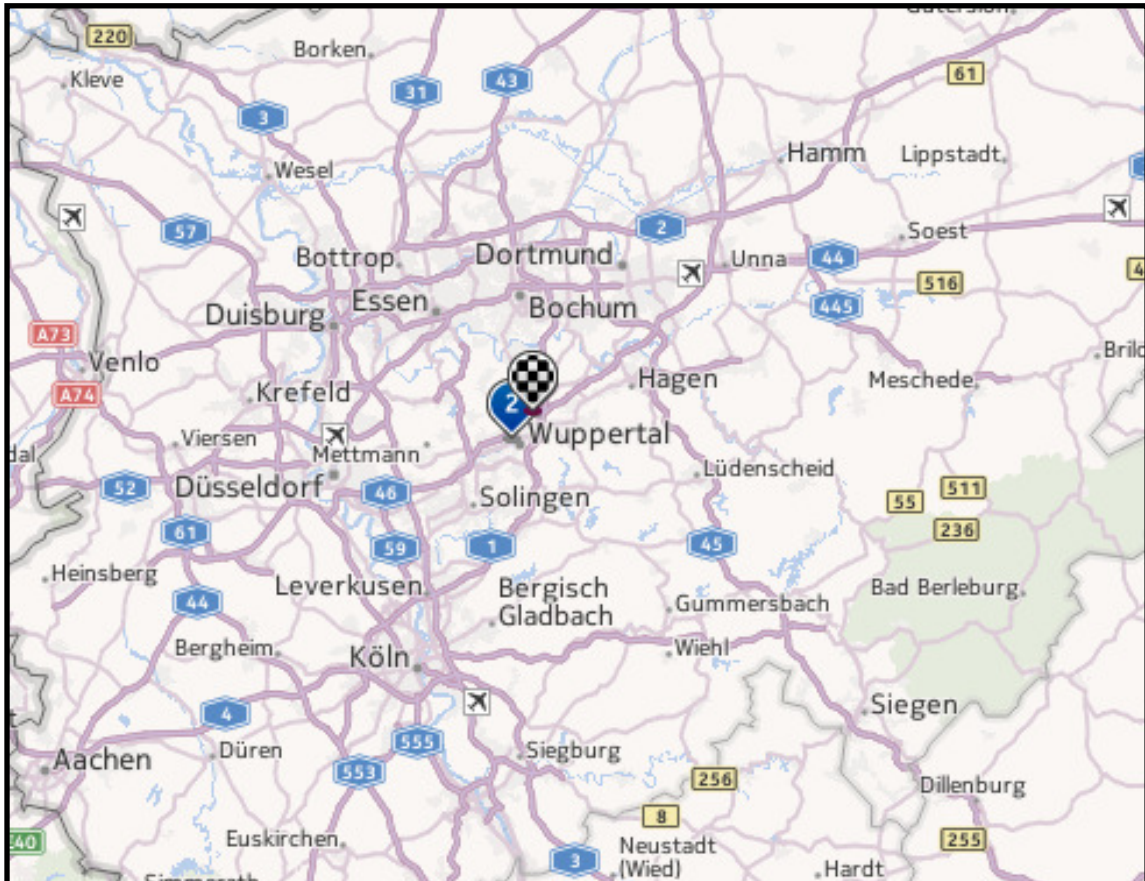 220
Borken
Kleve
31
43
61
3
Wesel
Hamm
Lippstadt
57
2
Soest
Bottrop
Dortmund
Unna
44
516
4
Essen
Bochum
445
Duisburg
A73
Venlo
A74
Krefeld
Hagen
Meschede
2
Viersen
Mettmann
Wuppertal
52
Düsseldorf
46
Solingen
Lüdenscheid
55
511
236
61
59
1
45
Heinsberg
Leverkusen
Bergisch
Gladbach
44
Gummersbach
Bad Berleburg
Bergheim
Köln
Wiehl
4
Siegen
555
Düren
Siegburg
Aachen
553
256
Dillenburg
8
Euskirchen
3
Neustadt
(Wied)
255
Hardt